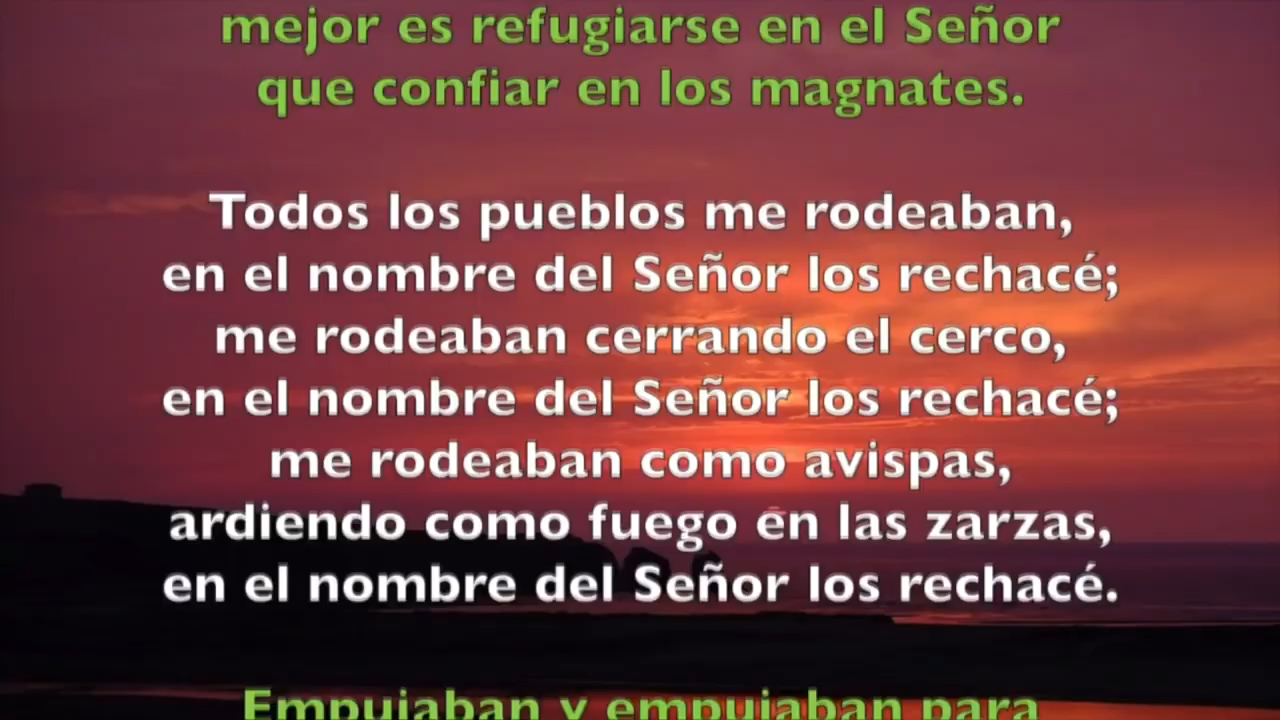 mejor es refugiarse en el Señor
que confiar en los magnates.
Todos los pueblos me rodeaban,
en el nombre del Señor los rechacé;
me rodeaban cerrando el cerco,
en el nombre del Señor los rechacé;
me rodeaban como avispas,
ardiendo como fuego en las zarzas,
en el nombre del Señor los rechacé.
Empujaban y empujaban para